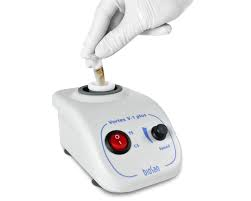 Vortex V-1 plus
Speed
bioSan